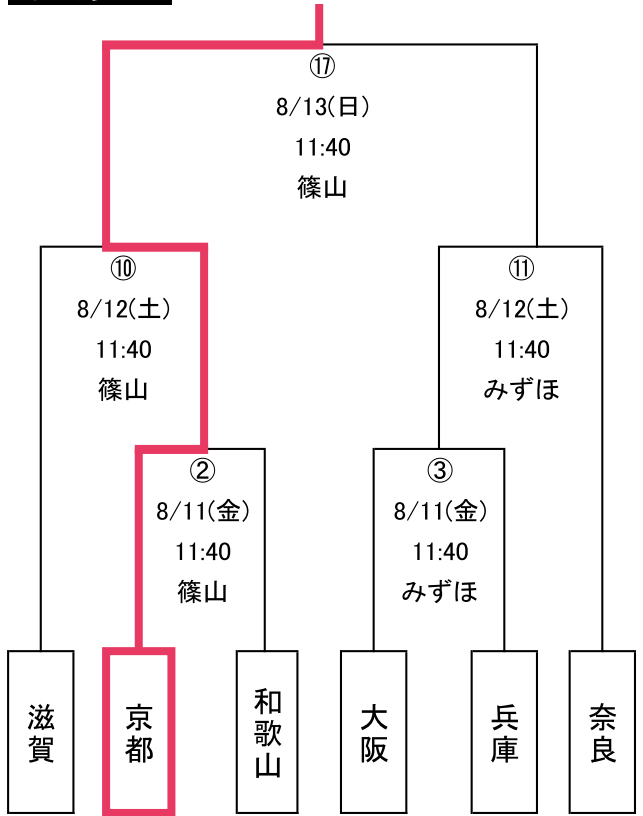 ⑰
8/13(日)
11:40
篠山
⑩
8/12(土)
11:40
篠山
⑪
8/12(土)
11:40
みずほ
②
8/11(金)
11:40
篠山
③
8/11(金)
11:40
みずほ
滋賀
京都
和歌山
大阪
兵庫
奈良